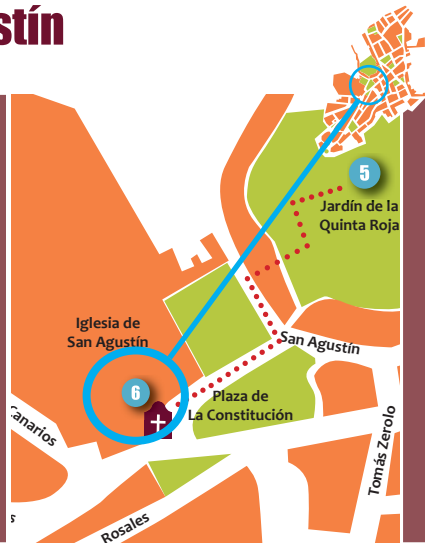 stín
5
Jardín de la
Quinta Roja
Iglesia de
San Agustín
San Agustín
6
Plaza de
La Constitución
Canarios
Tomás Zerolo
Rosales
s